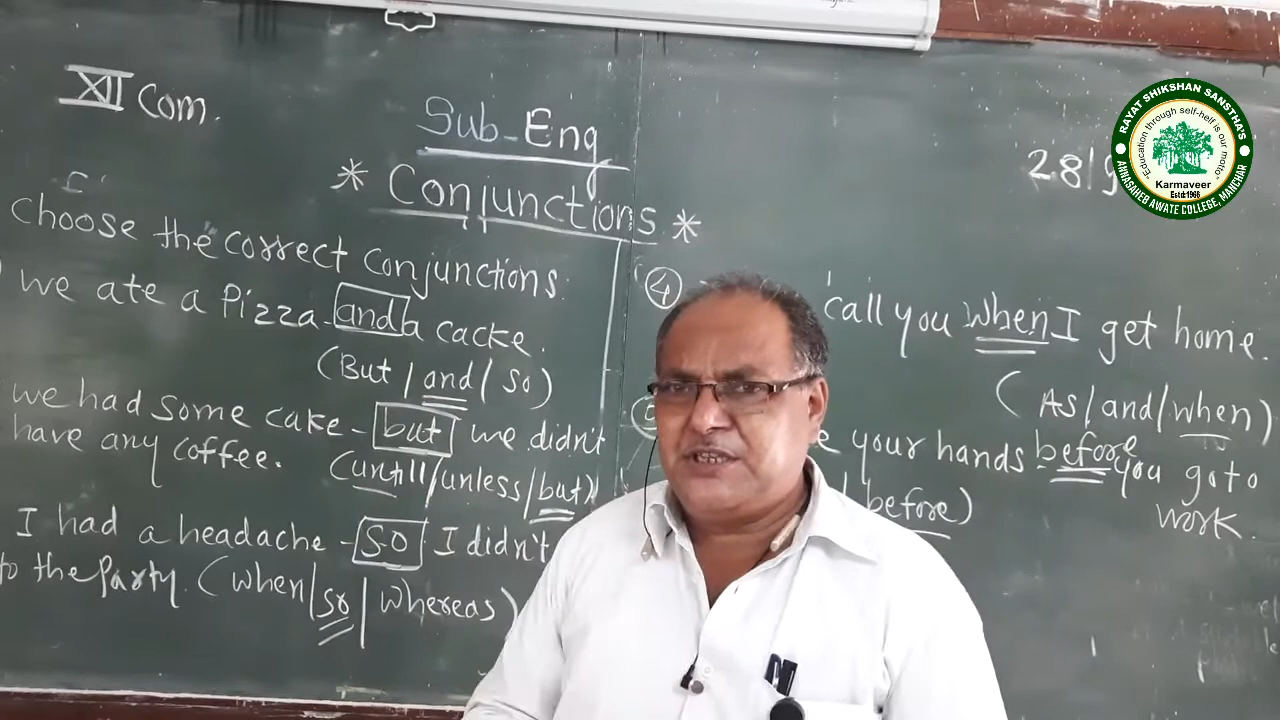 XII Com.
Sub-Eng
* Conjunctions *
28/9
choose the correct conjunctions:
we ate a Pizza and a cacke.
(But / and / so)
we had some cake - but we didn't
have any coffee. (untill/unless/but)
I had a headache - so I didn't
to the party. (when/so/whereas)
④ call you when I get home.
(As/and/when)
⑤ your hands before you go to
work.
before)
RAYAT SHIKSHAN SANSTHA'S
"Education through self-help is our motto"
Karmaveer
Estd:1966
ANNASAHEB AWATE COLLEGE, MANCHAR